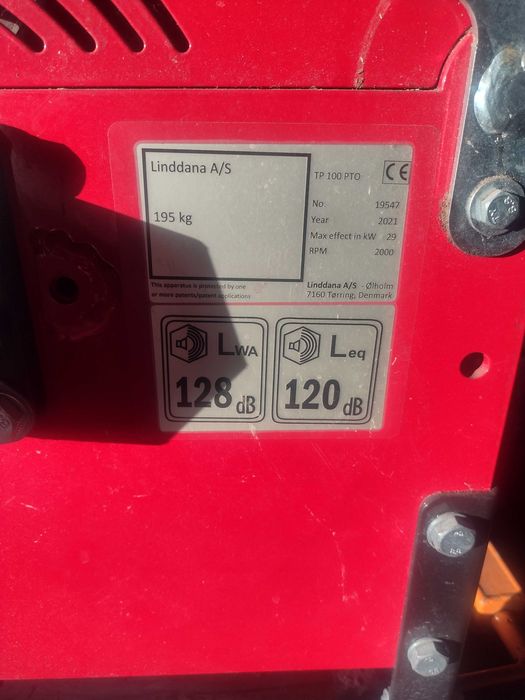 Linddana A/S
195 kg
TP 100 PTO CE
No. 19547
Year 2021
Max effect in kW 29
RPM 2000
This apparatus is protected by one
or more patents/patent applications
Linddana A/S - Ølholm
7160 Tørring, Denmark
LWA
128 dB
Leq
120 dB